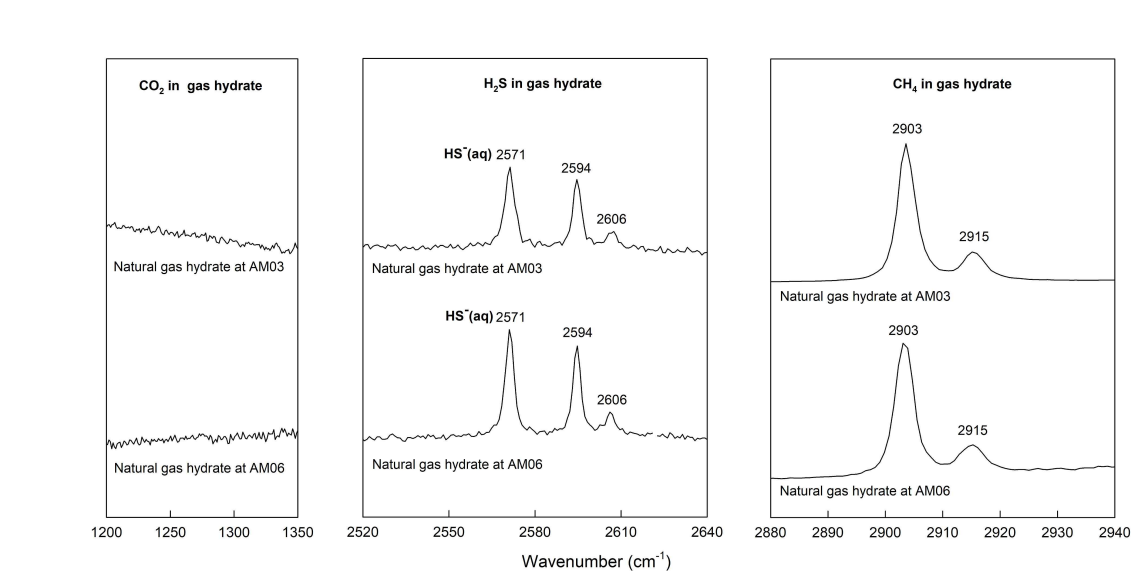 CO₂ in gas hydrate
Natural gas hydrate at AM03
Natural gas hydrate at AM06
1200 1250 1300 1350
H₂S in gas hydrate
HS⁻(aq) 2571
2594
2606
Natural gas hydrate at AM03
HS⁻(aq) 2571
2594
2606
Natural gas hydrate at AM06
2520 2550 2580 2610 2640
CH₄ in gas hydrate
2903
2915
Natural gas hydrate at AM03
2903
2915
Natural gas hydrate at AM06
2880 2890 2900 2910 2920 2930 2940
Wavenumber (cm⁻¹)